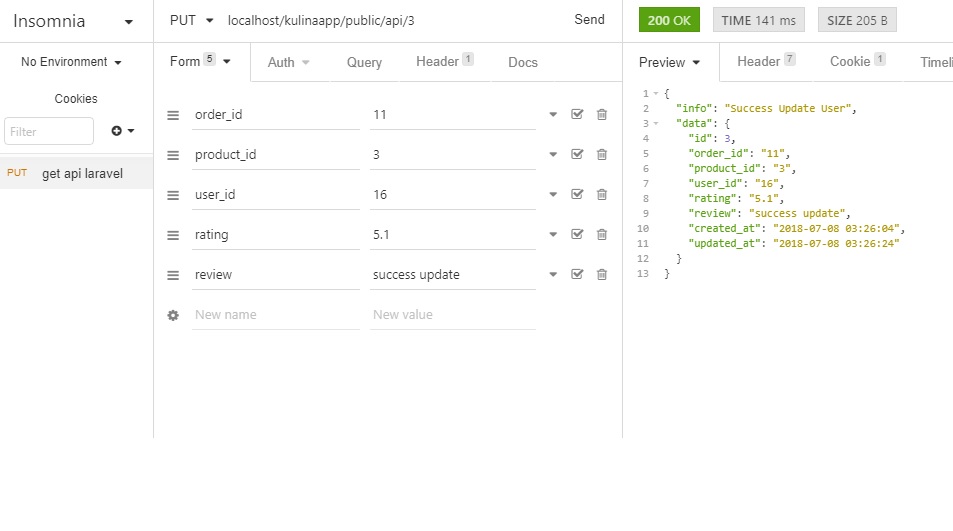 Insomnia
PUT localhost/kulinaapp/public/api/3 Send
200 OK TIME 141 ms SIZE 205 B
No Environment
Form 5 Auth Query Header 1 Docs
Preview Header 7 Cookie 1 Timeli
Cookies
Filter
PUT get api laravel
order_id 11
product_id 3
user_id 16
rating 5.1
review success update
New name New value
1 {
2 "info": "Success Update User",
3 "data": {
4 "id": 3,
5 "order_id": "11",
6 "product_id": "3",
7 "user_id": "16",
8 "rating": "5.1",
9 "review": "success update",
10 "created_at": "2018-07-08 03:26:04",
11 "updated_at": "2018-07-08 03:26:24"
12 }
13 }